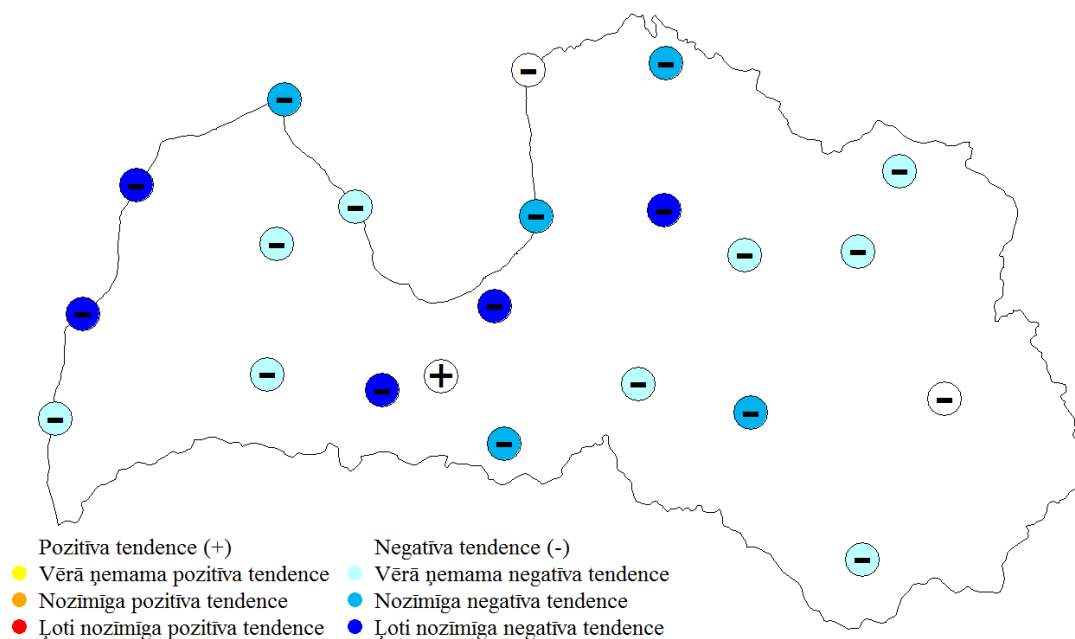 Pozitīva tendence (+)
Vērā ņemama pozitīva tendence
Nozīmīga pozitīva tendence
Ļoti nozīmīga pozitīva tendence
Negatīva tendence (-)
Vērā ņemama negatīva tendence
Nozīmīga negatīva tendence
Ļoti nozīmīga negatīva tendence